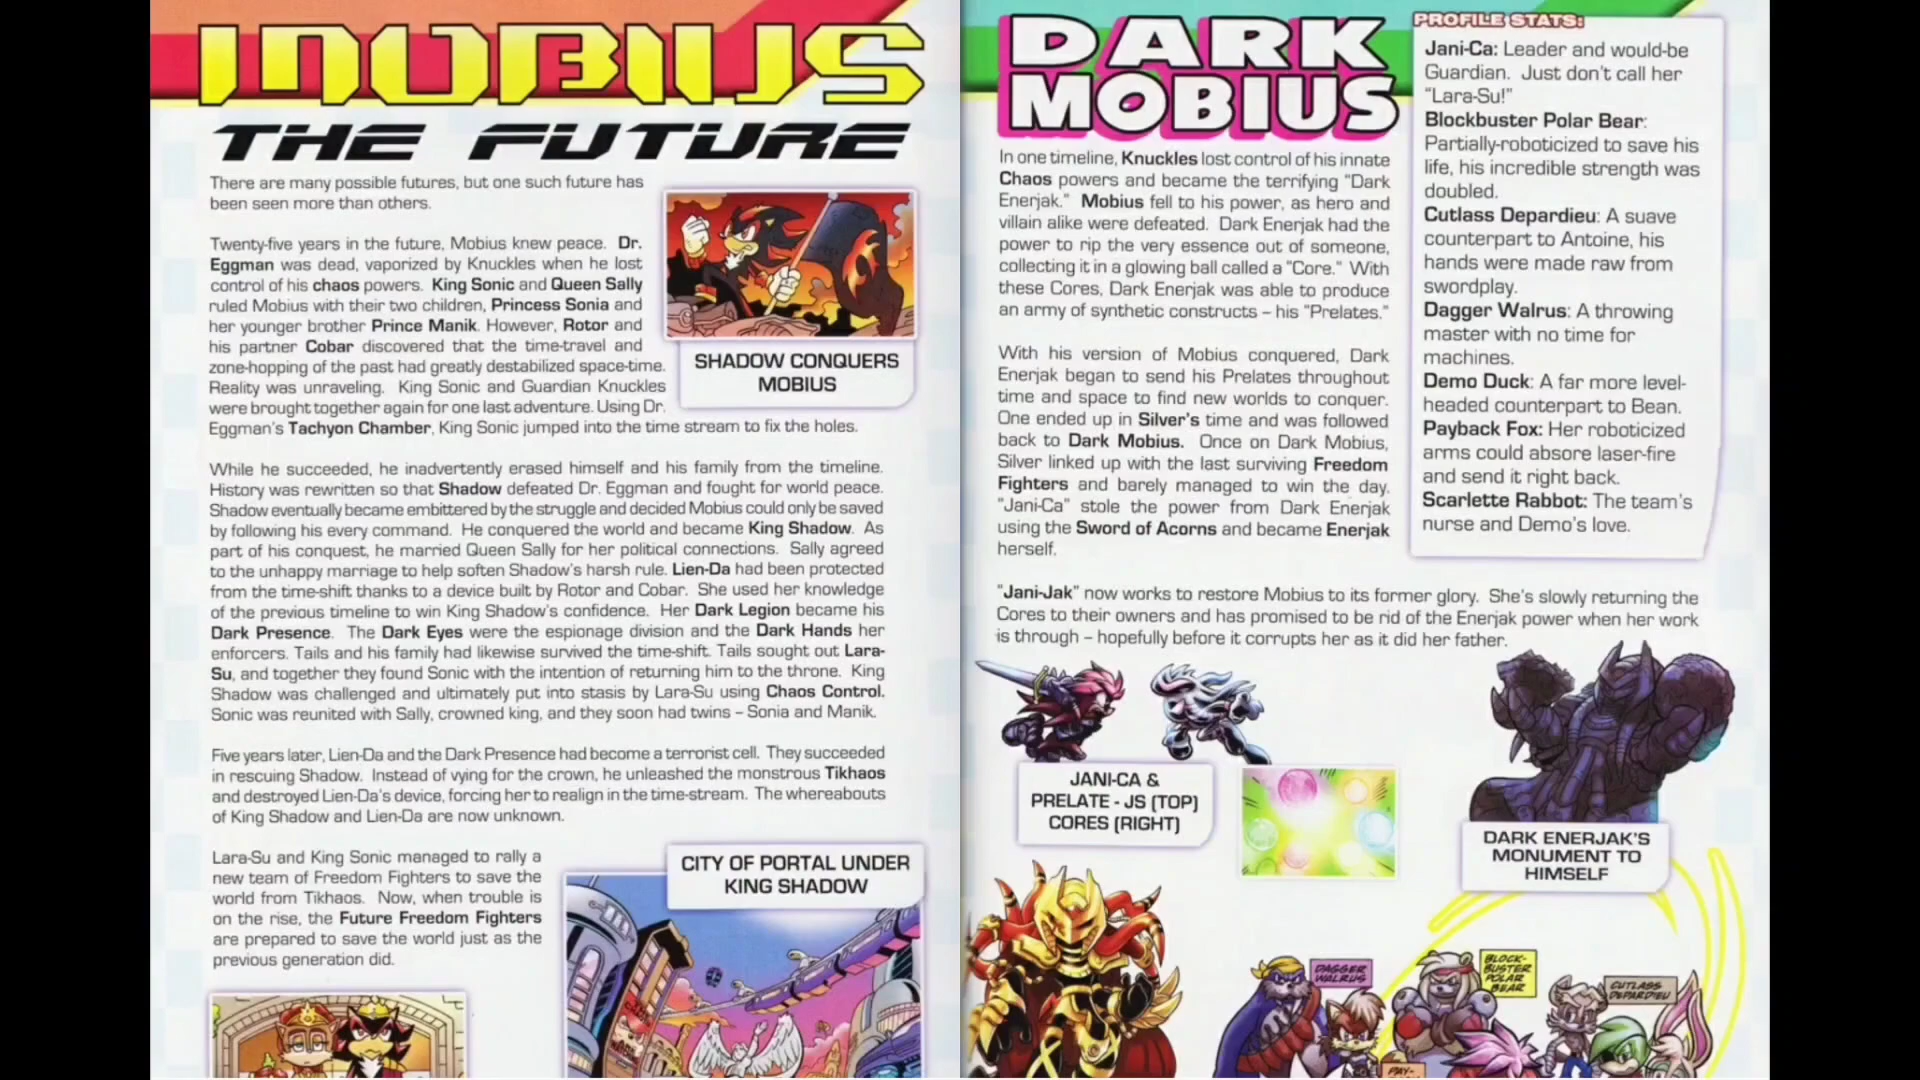 MOBIUS
THE FUTURE
There are many possible futures, but one such future has
been seen more than others.
Twenty-five years in the future, Mobius knew peace. Dr.
Eggman was dead, vaporized by Knuckles when he lost
control of his chaos powers. King Sonic and Queen Sally
ruled Mobius with their two children, Princess Sonia and
her younger brother Prince Manik. However, Rotor and
his partner Cobar discovered that the time-travel and
zone-hopping of the past had greatly destabilized space-time.
Reality was unraveling. King Sonic and Guardian Knuckles
were brought together again for one last adventure. Using Dr.
Eggman's Tachyon Chamber, King Sonic jumped into the time stream to fix the holes.
SHADOW CONQUERS
MOBIUS
While he succeeded, he inadvertently erased himself and his family from the timeline.
History was rewritten so that Shadow defeated Dr. Eggman and fought for world peace.
Shadow eventually became embittered by the struggle and decided Mobius could only be saved
by following his every command. He conquered the world and became King Shadow. As
part of his conquest, he married Queen Sally for her political connections. Sally agreed
to the unhappy marriage to help soften Shadow's harsh rule. Lien-Da had been protected
from the time-shift thanks to a device built by Rotor and Cobar. She used her knowledge
of the previous timeline to win King Shadow's confidence. Her Dark Legion became his
Dark Presence. The Dark Eyes were the espionage division and the Dark Hands her
enforcers. Tails and his family had likewise survived the time-shift. Tails sought out Lara-
Su, and together they found Sonic with the intention of returning him to the throne. King
Shadow was challenged and ultimately put into stasis by Lara-Su using Chaos Control.
Sonic was reunited with Sally, crowned king, and they soon had twins – Sonia and Manik.
Five years later, Lien-Da and the Dark Presence had become a terrorist cell. They succeeded
in rescuing Shadow. Instead of vying for the crown, he unleashed the monstrous Tikhaos
and destroyed Lien-Da's device, forcing her to realign in the time-stream. The whereabouts
of King Shadow and Lien-Da are now unknown.
Lara-Su and King Sonic managed to rally a
new team of Freedom Fighters to save the
world from Tikhaos. Now, when trouble is
on the rise, the Future Freedom Fighters
are prepared to save the world just as the
previous generation did.
CITY OF PORTAL UNDER
KING SHADOW
DARK
MOBIUS
In one timeline, Knuckles lost control of his innate
Chaos powers and became the terrifying "Dark
Enerjak." Mobius fell to his power, as hero and
villain alike were defeated. Dark Enerjak had the
power to rip the very essence out of someone,
collecting it in a glowing ball called a "Core." With
these Cores, Dark Enerjak was able to produce
an army of synthetic constructs – his "Prelates."
With his version of Mobius conquered, Dark
Enerjak began to send his Prelates throughout
time and space to find new worlds to conquer.
One ended up in Silver's time and was followed
back to Dark Mobius. Once on Dark Mobius,
Silver linked up with the last surviving Freedom
Fighters and barely managed to win the day.
"Jani-Ca" stole the power from Dark Enerjak
using the Sword of Acorns and became Enerjak
herself.
"Jani-Jak" now works to restore Mobius to its former glory. She's slowly returning the
Cores to their owners and has promised to be rid of the Enerjak power when her work
is through – hopefully before it corrupts her as it did her father.
PROFILE STATS:
Jani-Ca: Leader and would-be
Guardian. Just don't call her
"Lara-Su!"
Blockbuster Polar Bear:
Partially-roboticized to save his
life, his incredible strength was
doubled.
Cutlass Depardieu: A suave
counterpart to Antoine, his
hands were made raw from
swordplay.
Dagger Walrus: A throwing
master with no time for
machines.
Demo Duck: A far more level-
headed counterpart to Bean.
Payback Fox: Her roboticized
arms could absore laser-fire
and send it right back.
Scarlette Rabbot: The team's
nurse and Demo's love.
JANI-CA &
PRELATE - JS (TOP)
CORES (RIGHT)
DARK ENERJAK'S
MONUMENT TO
HIMSELF
DAGGER
WALRUS
BLOCK-
BUSTER
POLAR
BEAR
CUTLASS
DEPARDIEU
PAY-